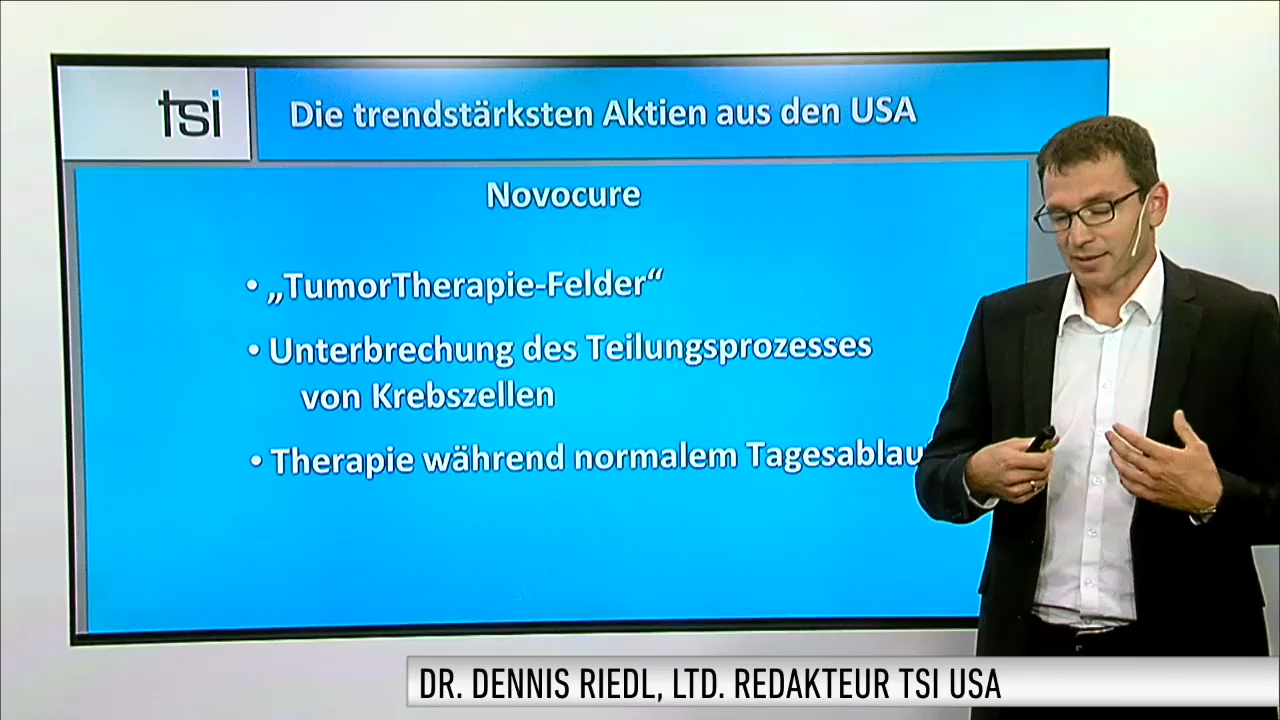 tsi
Die trendstärksten Aktien aus den USA
Novocure
• „TumorTherapie-Felder“
• Unterbrechung des Teilungsprozesses
von Krebszellen
• Therapie während normalem Tagesablau
DR. DENNIS RIEDL, LTD. REDAKTEUR TSI USA